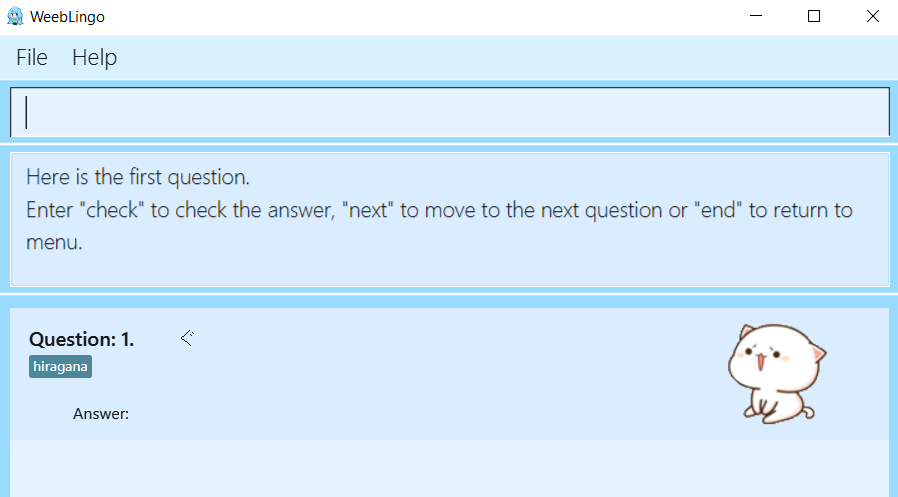 WeebLingo
File Help
Here is the first question.
Enter "check" to check the answer, "next" to move to the next question or "end" to return to
menu.
Question: 1. ぐ
hiragana
Answer: